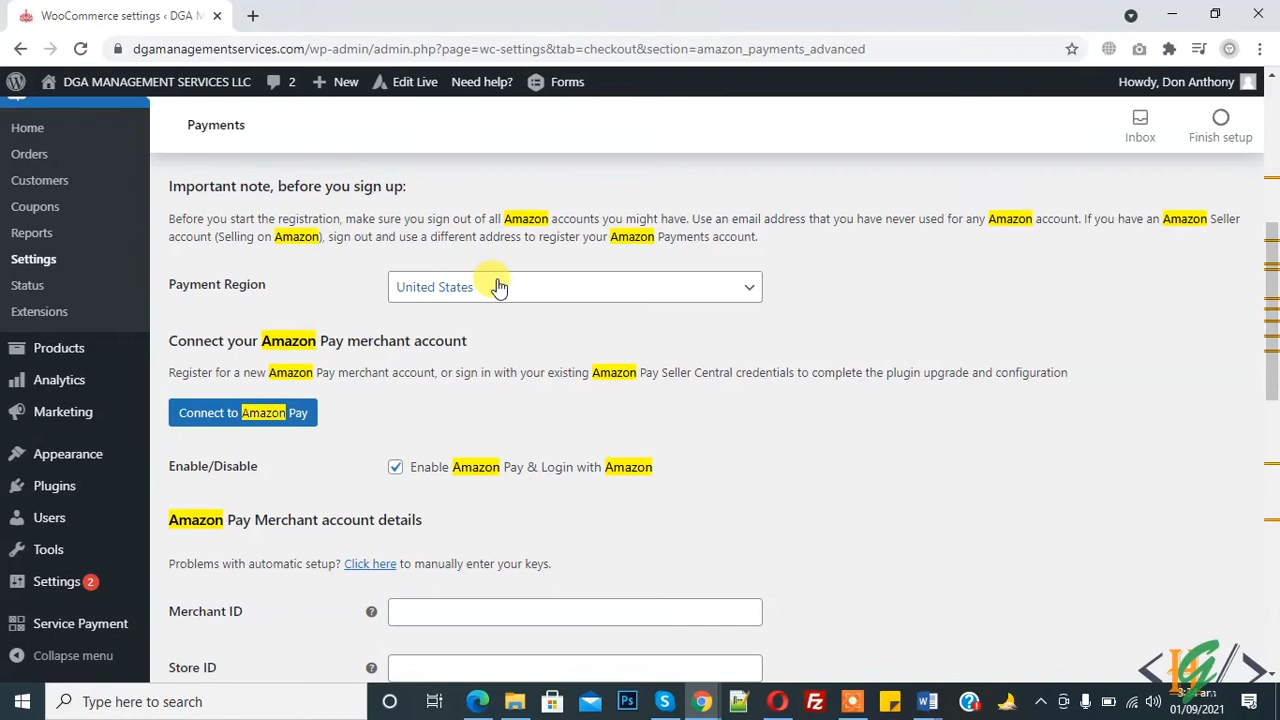 WooCommerce settings ‹ DGA M
dgamanagementservices.com/wp-admin/admin.php?page=wc-settings&tab=checkout&section=amazon_payments_advanced
DGA MANAGEMENT SERVICES LLC 2 New Edit Live Need help? Forms Howdy, Don Anthony
Home
Orders
Customers
Coupons
Reports
Settings
Status
Extensions
Products
Analytics
Marketing
Appearance
Plugins
Users
Tools
Settings 2
Service Payment
Collapse menu
Payments
Inbox
Finish setup
Important note, before you sign up:
Before you start the registration, make sure you sign out of all Amazon accounts you might have. Use an email address that you have never used for any Amazon account. If you have an Amazon Seller
account (Selling on Amazon), sign out and use a different address to register your Amazon Payments account.
Payment Region United States
Connect your Amazon Pay merchant account
Register for a new Amazon Pay merchant account, or sign in with your existing Amazon Pay Seller Central credentials to complete the plugin upgrade and configuration
Connect to Amazon Pay
Enable/Disable Enable Amazon Pay & Login with Amazon
Amazon Pay Merchant account details
Problems with automatic setup? Click here to manually enter your keys.
Merchant ID
Store ID
Type here to search
01/09/2021